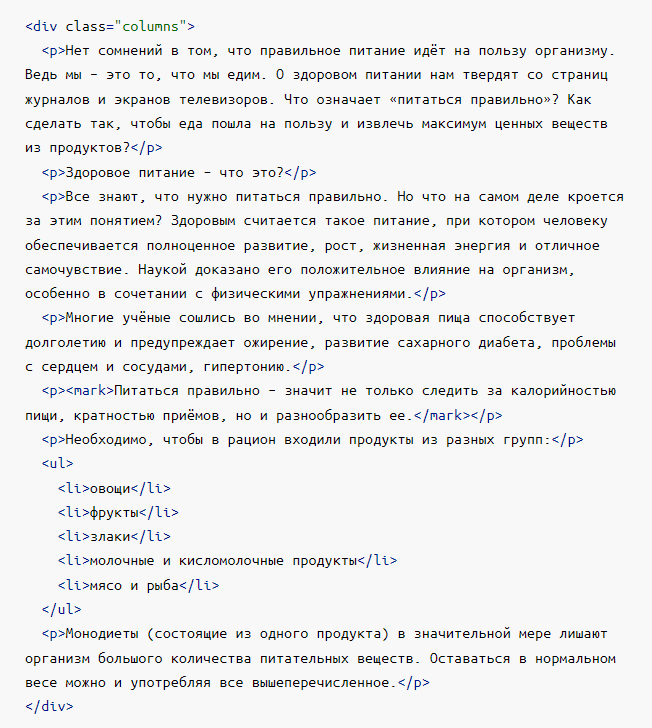 <div class="columns">
<p>Нет сомнений в том, что правильное питание идёт на пользу организму.
Ведь мы – это то, что мы едим. О здоровом питании нам твердят со страниц
журналов и экранов телевизоров. Что означает «питаться правильно»? Как
сделать так, чтобы еда пошла на пользу и извлечь максимум ценных веществ
из продуктов?</p>
<p>Здоровое питание – что это?</p>
<p>Все знают, что нужно питаться правильно. Но что на самом деле кроется
за этим понятием? Здоровым считается такое питание, при котором человеку
обеспечивается полноценное развитие, рост, жизненная энергия и отличное
самочувствие. Наукой доказано его положительное влияние на организм,
особенно в сочетании с физическими упражнениями.</p>
<p>Многие учёные сошлись во мнении, что здоровая пища способствует
долголетию и предупреждает ожирение, развитие сахарного диабета, проблемы
с сердцем и сосудами, гипертонию.</p>
<p><mark>Питаться правильно – значит не только следить за калорийностью
пищи, кратностью приёмов, но и разнообразить ее.</mark></p>
<p>Необходимо, чтобы в рацион входили продукты из разных групп:</p>
<ul>
<li>овощи</li>
<li>фрукты</li>
<li>злаки</li>
<li>молочные и кисломолочные продукты</li>
<li>мясо и рыба</li>
</ul>
<p>Монодиеты (состоящие из одного продукта) в значительной мере лишают
организм большого количества питательных веществ. Оставаться в нормальном
весе можно и употребляя все вышеперечисленное.</p>
</div>